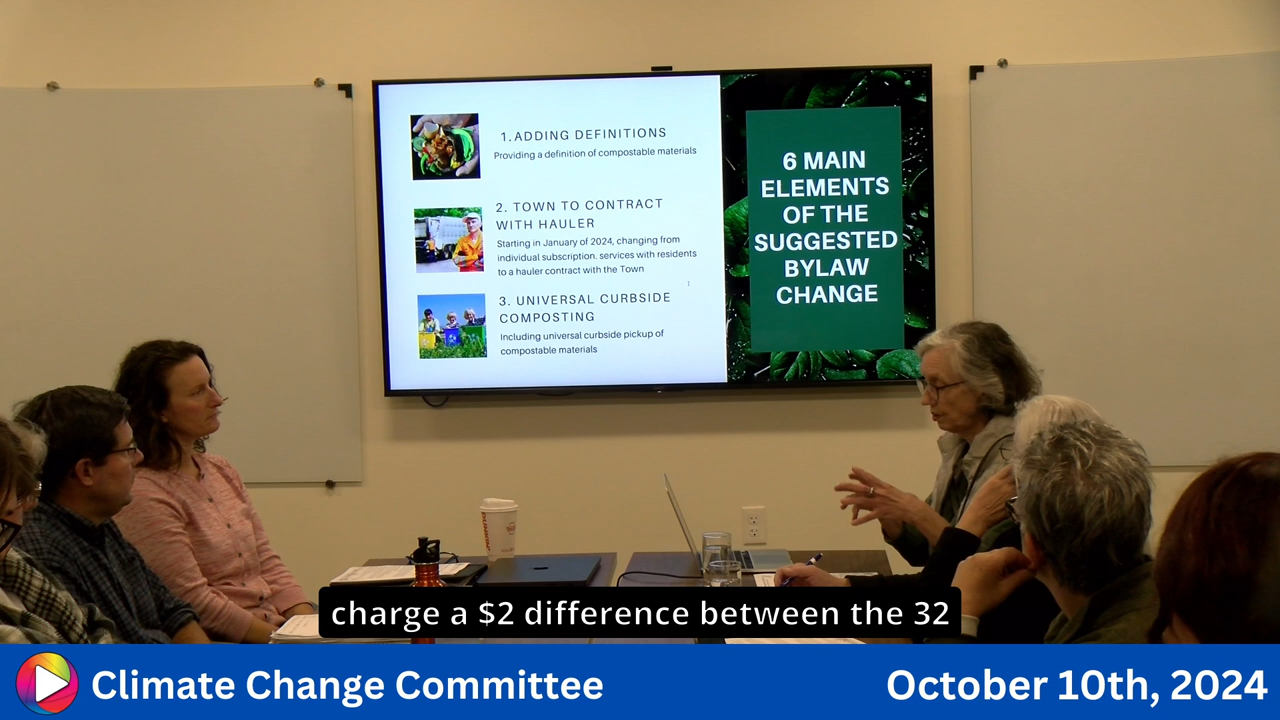 1. ADDING DEFINITIONS
Providing a definition of compostable materials
2. TOWN TO CONTRACT
WITH HAULER
Starting in January of 2024, changing from
individual subscription. services with residents
to a hauler contract with the Town
3. UNIVERSAL CURBSIDE
COMPOSTING
Including universal curbside pickup of
compostable materials
6 MAIN
ELEMENTS
OF THE
SUGGESTED
BYLAW
CHANGE
charge a $2 difference between the 32
Climate Change Committee
October 10th, 2024